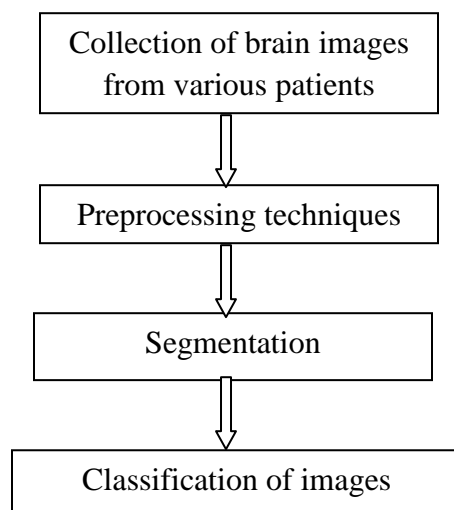 Collection of brain images
from various patients
Preprocessing techniques
Segmentation
Classification of images